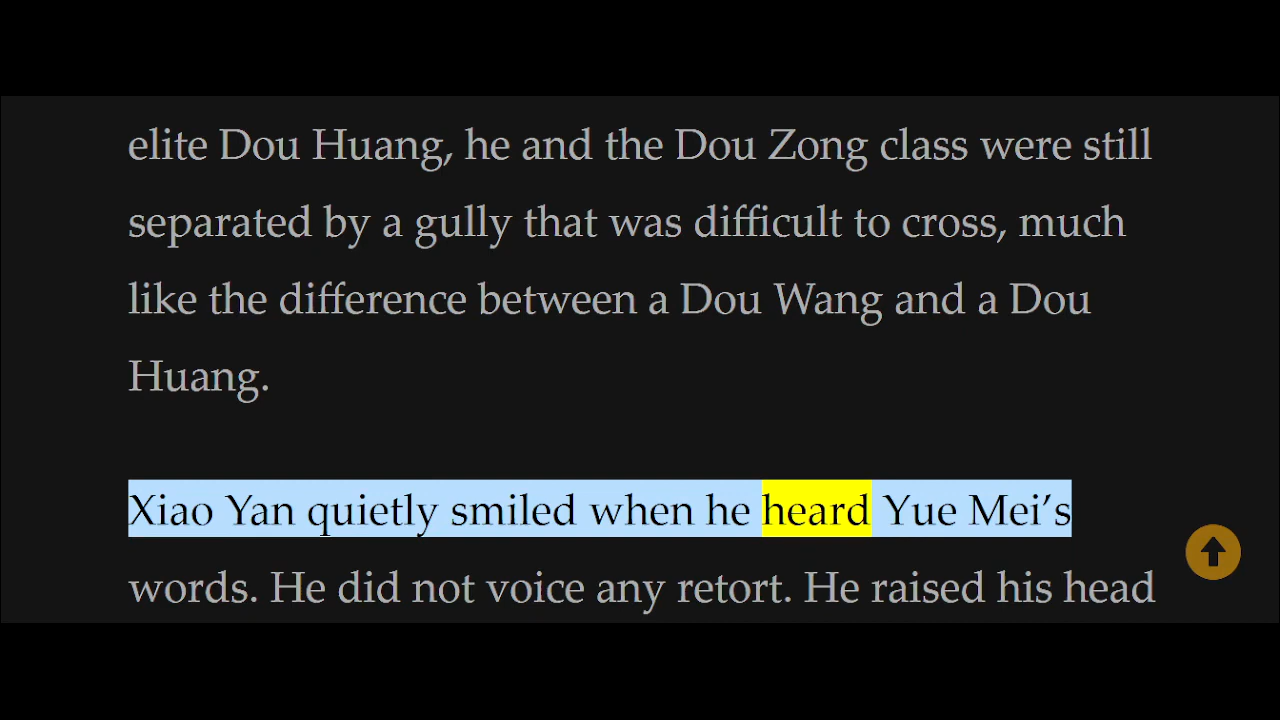 elite Dou Huang, he and the Dou Zong class were still
separated by a gully that was difficult to cross, much
like the difference between a Dou Wang and a Dou
Huang.
Xiao Yan quietly smiled when he heard Yue Mei’s
words. He did not voice any retort. He raised his head